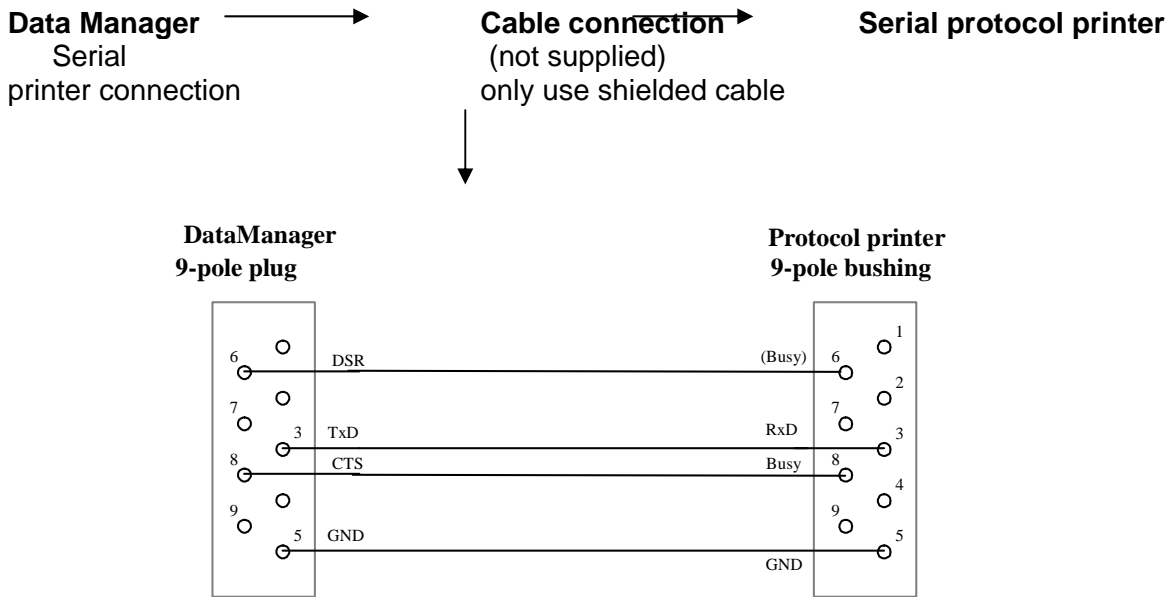 Data Manager Cable connection Serial protocol printer
Serial (not supplied)
printer connection only use shielded cable
DataManager Protocol printer
9-pole plug 9-pole bushing
1
6 DSR (Busy) 6
2
7 7
3 TxD RxD 3
8 CTS Busy 8
4
9 9
5 GND 5
GND